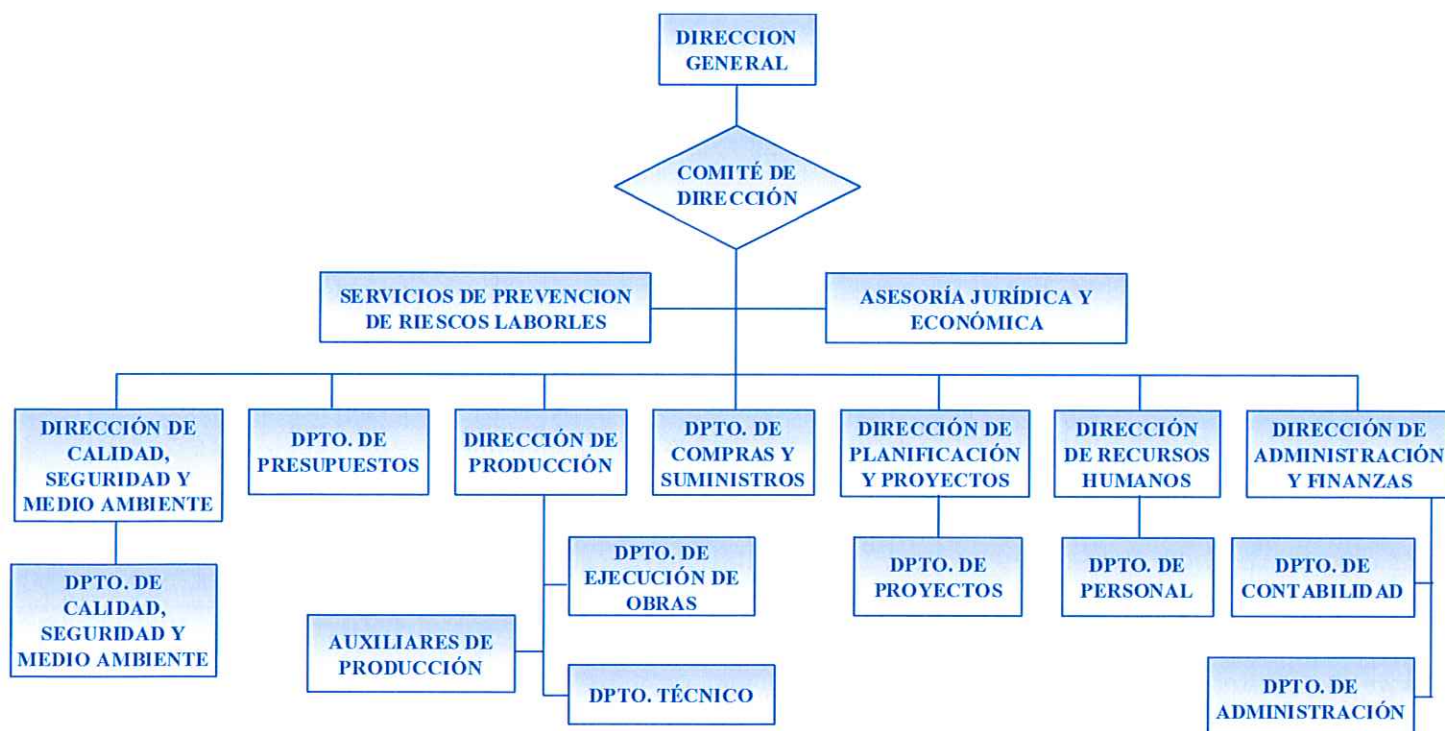 DIRECCION
GENERAL
COMITÉ DE
DIRECCIÓN
SERVICIOS DE PREVENCION
DE RIESCOS LABORLES
ASESORÍA JURÍDICA Y
ECONÓMICA
DIRECCIÓN DE
CALIDAD,
SEGURIDAD Y
MEDIO AMBIENTE
DPTO. DE
PRESUPUESTOS
DIRECCIÓN DE
PRODUCCIÓN
DPTO. DE
COMPRAS Y
SUMINISTROS
DIRECCIÓN DE
PLANIFICACIÓN
Y PROYECTOS
DIRECCIÓN
DE RECURSOS
HUMANOS
DIRECCIÓN DE
ADMINISTRACIÓN
Y FINANZAS
DPTO. DE
CALIDAD,
SEGURIDAD Y
MEDIO AMBIENTE
DPTO. DE
EJECUCIÓN DE
OBRAS
AUXILIARES DE
PRODUCCIÓN
DPTO. TÉCNICO
DPTO. DE
PROYECTOS
DPTO. DE
PERSONAL
DPTO. DE
CONTABILIDAD
DPTO. DE
ADMINISTRACIÓN